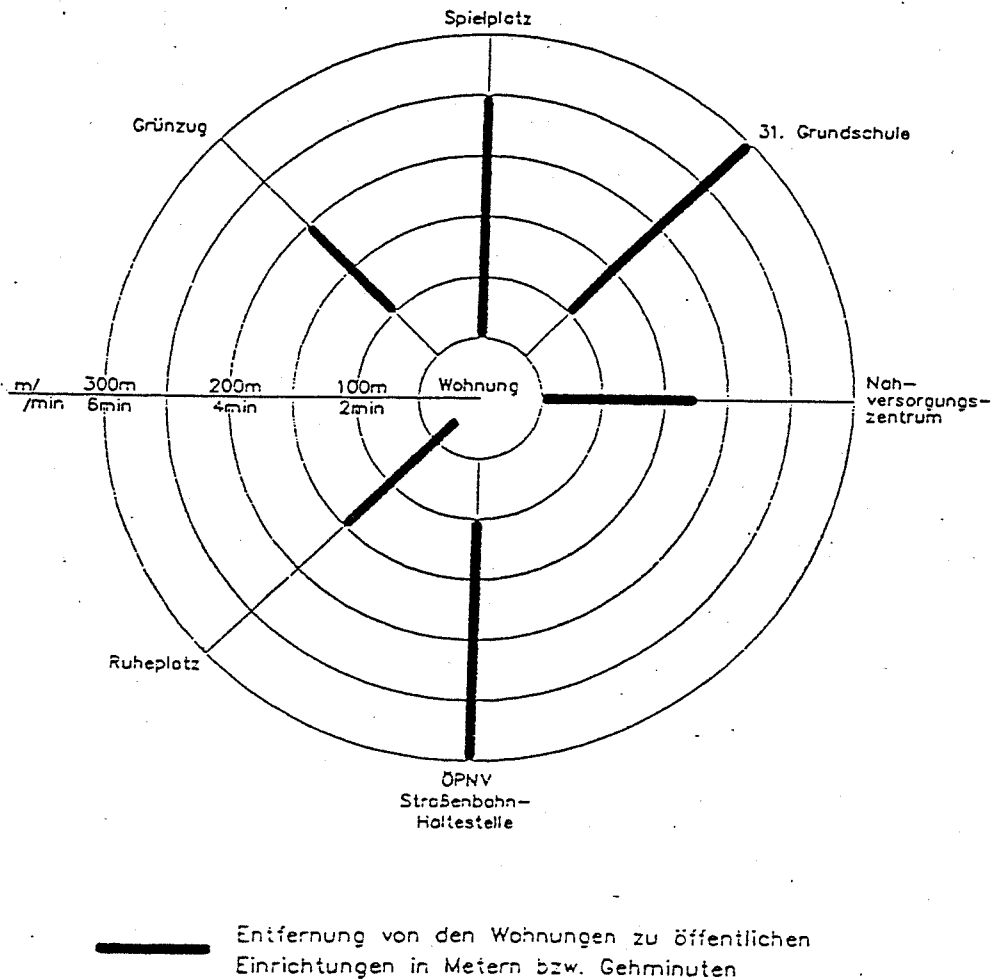 Spielplatz
Grünzug
31. Grundschule
m/ 300m 200m 100m Wohnung
/min 6min 4min 2min
Nah-
versorgungs-
zentrum
Ruheplatz
ÖPNV
Straßenbahn-
Haltestelle
Entfernung von den Wohnungen zu öffentlichen
Einrichtungen in Metern bzw. Gehminuten